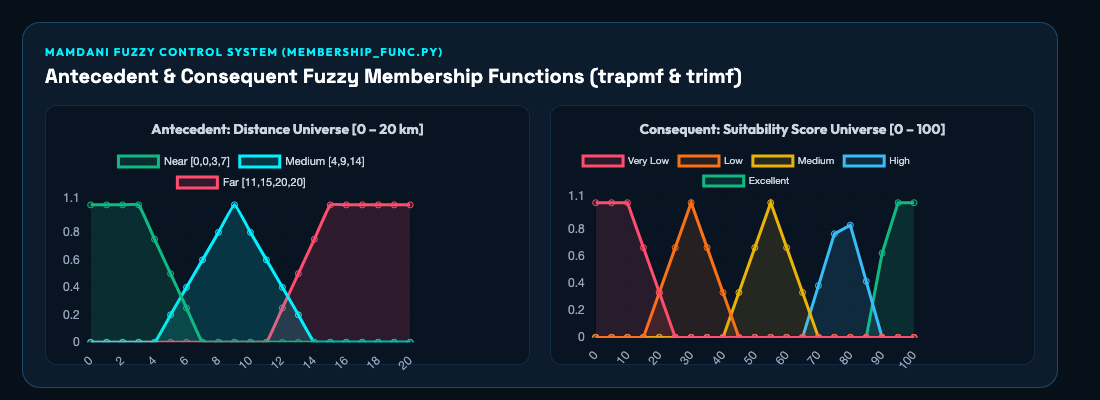 MAMDANI FUZZY CONTROL SYSTEM (MEMBERSHIP_FUNC.PY)
Antecedent & Consequent Fuzzy Membership Functions (trapmf & trimf)
Antecedent: Distance Universe [0 – 20 km]
Near [0,0,3,7] Medium [4,9,14]
Far [11,15,20,20]
1.1
0.8
0.6
0.4
0.2
0
0 2 4 6 8 10 12 14 16 18 20
Consequent: Suitability Score Universe [0 – 100]
Very Low Low Medium High
Excellent
1.1
0.8
0.6
0.4
0.2
0
0 10 20 30 40 50 60 70 80 90 100